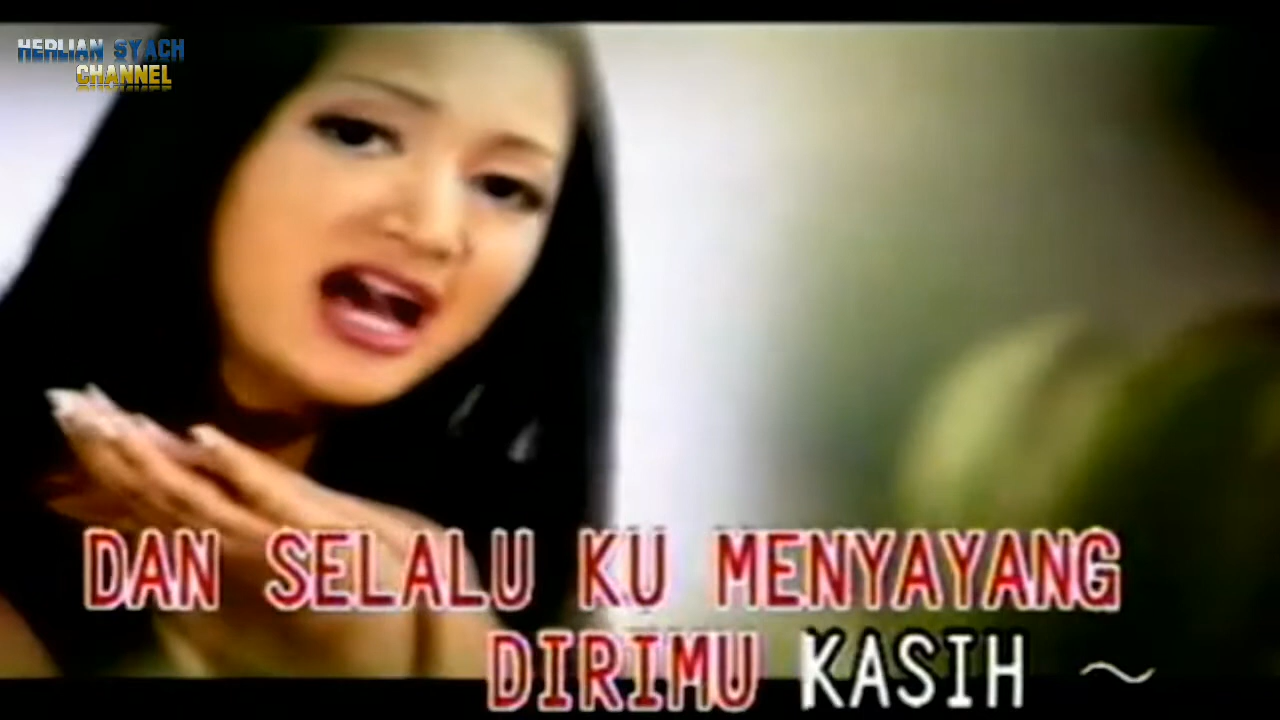 HERLIAN SYACH
CHANNEL
DAN SELALU KU MENYAYANG
DIRIMU KASIH ~